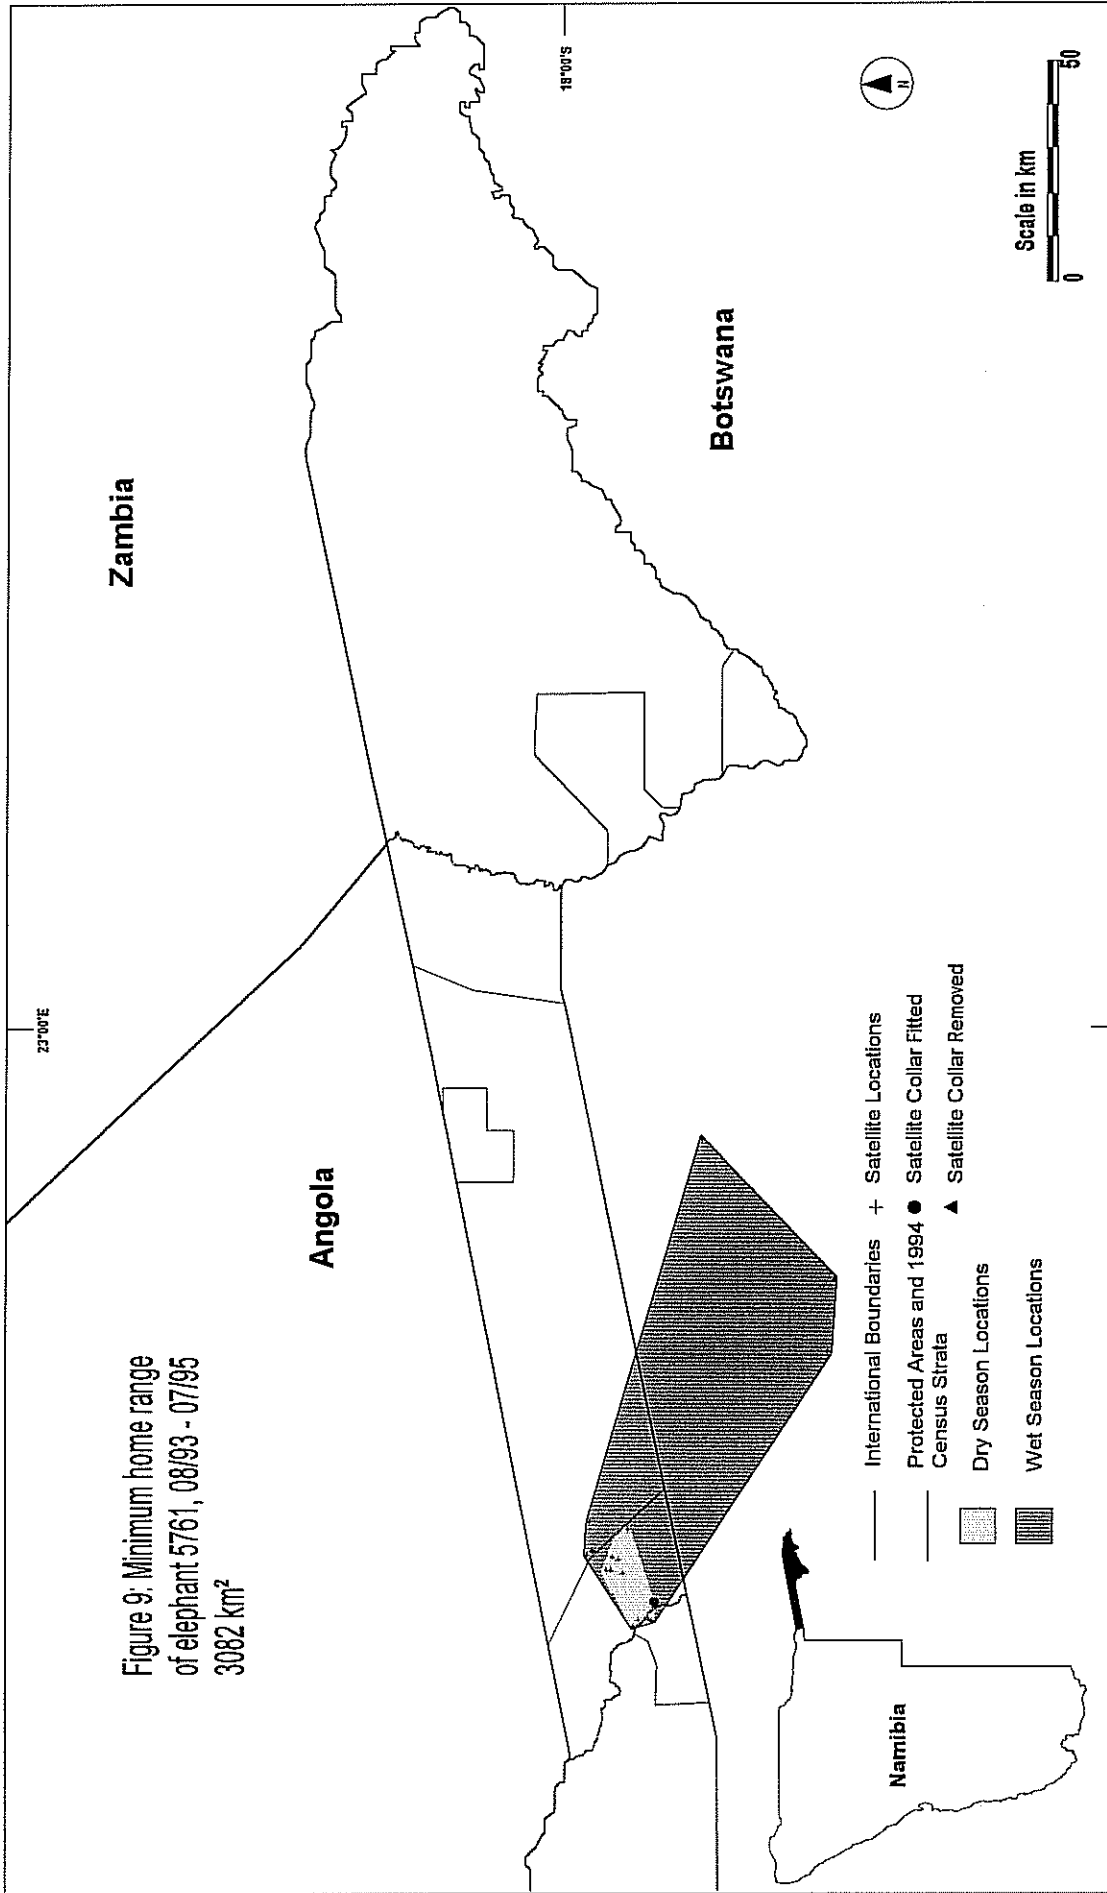 Figure 9: Minimum home range
of elephant 5761, 08/93 - 07/95
3082 km²
23°00'E
Zambia
Angola
18°00'S
Botswana
N
Scale in km
0
50
Namibia
International Boundaries
Protected Areas and 1994
Census Strata
Dry Season Locations
Wet Season Locations
Satellite Locations
Satellite Collar Fitted
Satellite Collar Removed